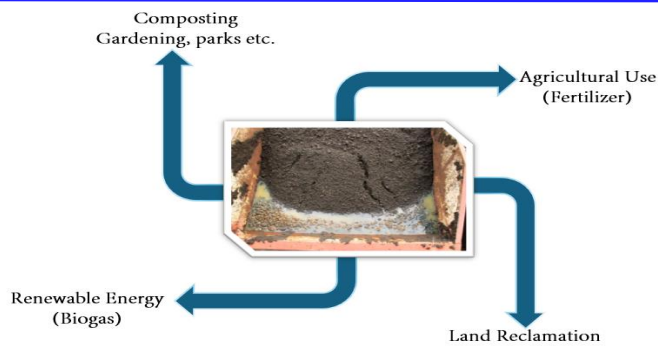 Composting
Gardening, parks etc.
Agricultural Use
(Fertilizer)
Renewable Energy
(Biogas)
Land Reclamation